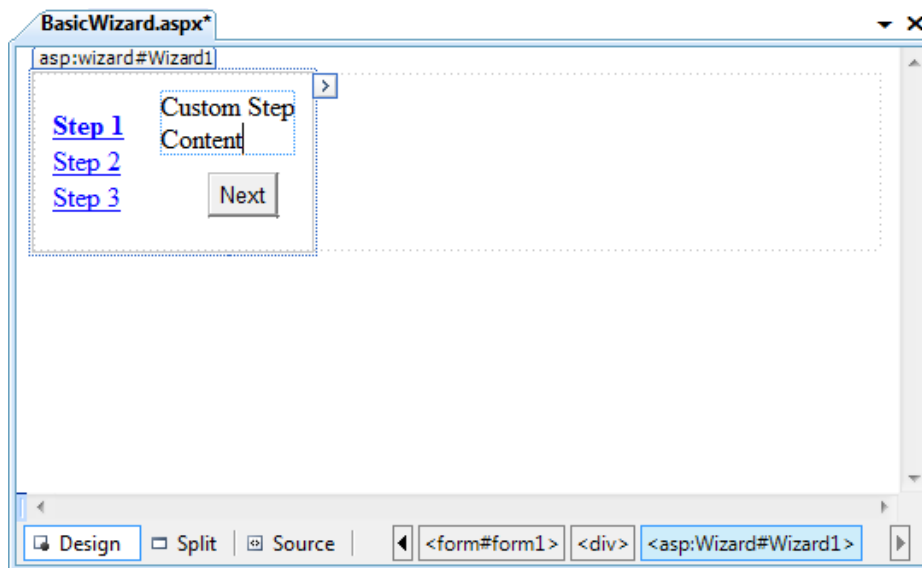 BasicWizard.aspx*
asp:wizard#Wizard1
Custom Step
Content
Step 1
Step 2
Step 3
Next
Design Split Source <form#form1> <div> <asp:Wizard#Wizard1>